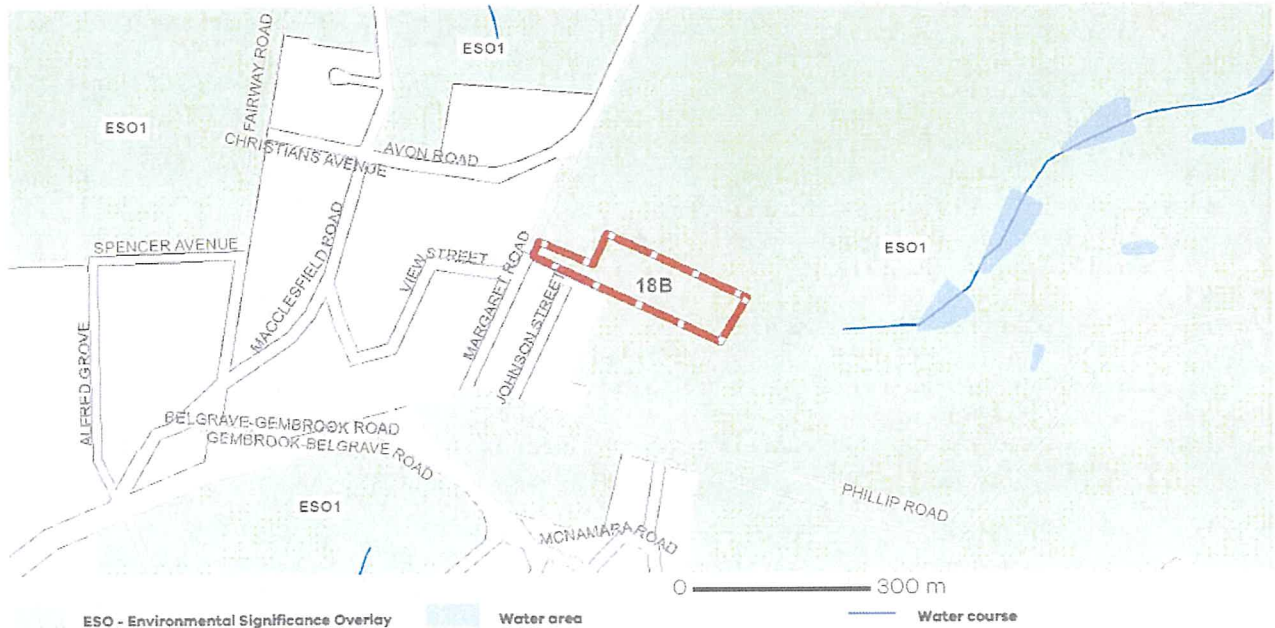 ESO1
FAIRWAY ROAD
ESO1
CHRISTIANS AVENUE
AVON ROAD
SPENCER AVENUE
MACCLESFIELD ROAD
VIEW STREET
MARGARET ROAD
ESO1
18B
JOHNSON STREET
ALFRED GROVE
BELGRAVE-GEMBROOK ROAD
GEMBROOK-BELGRAVE ROAD
ESO1
PHILLIP ROAD
MCNAMARA ROAD
0 300 m
ESO - Environmental Significance Overlay Water area Water course